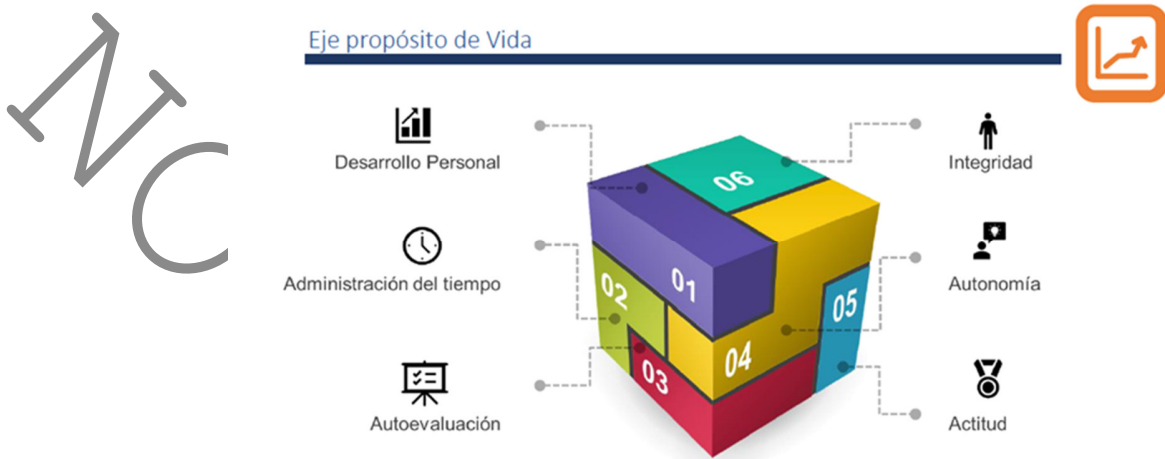 NO
Eje propósito de Vida
Desarrollo Personal
Integridad
Administración del tiempo
Autonomía
Autoevaluación
Actitud
06
01
02
05
04
03